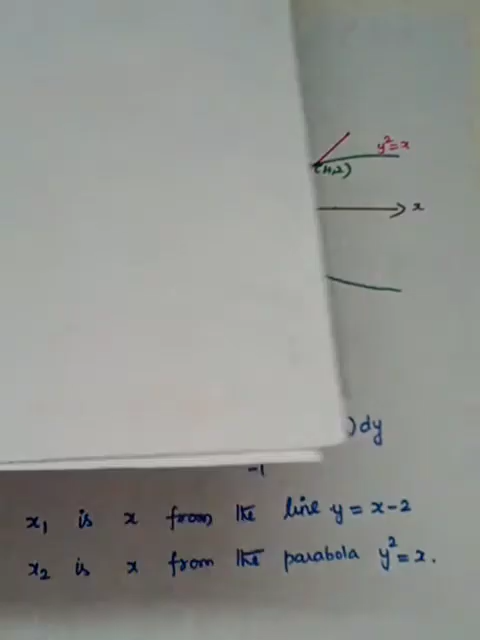 y²=x
(4,2)
x
)dy
-1
x₁ is x from the line y = x-2
x₂ is x from the parabola y²=x.